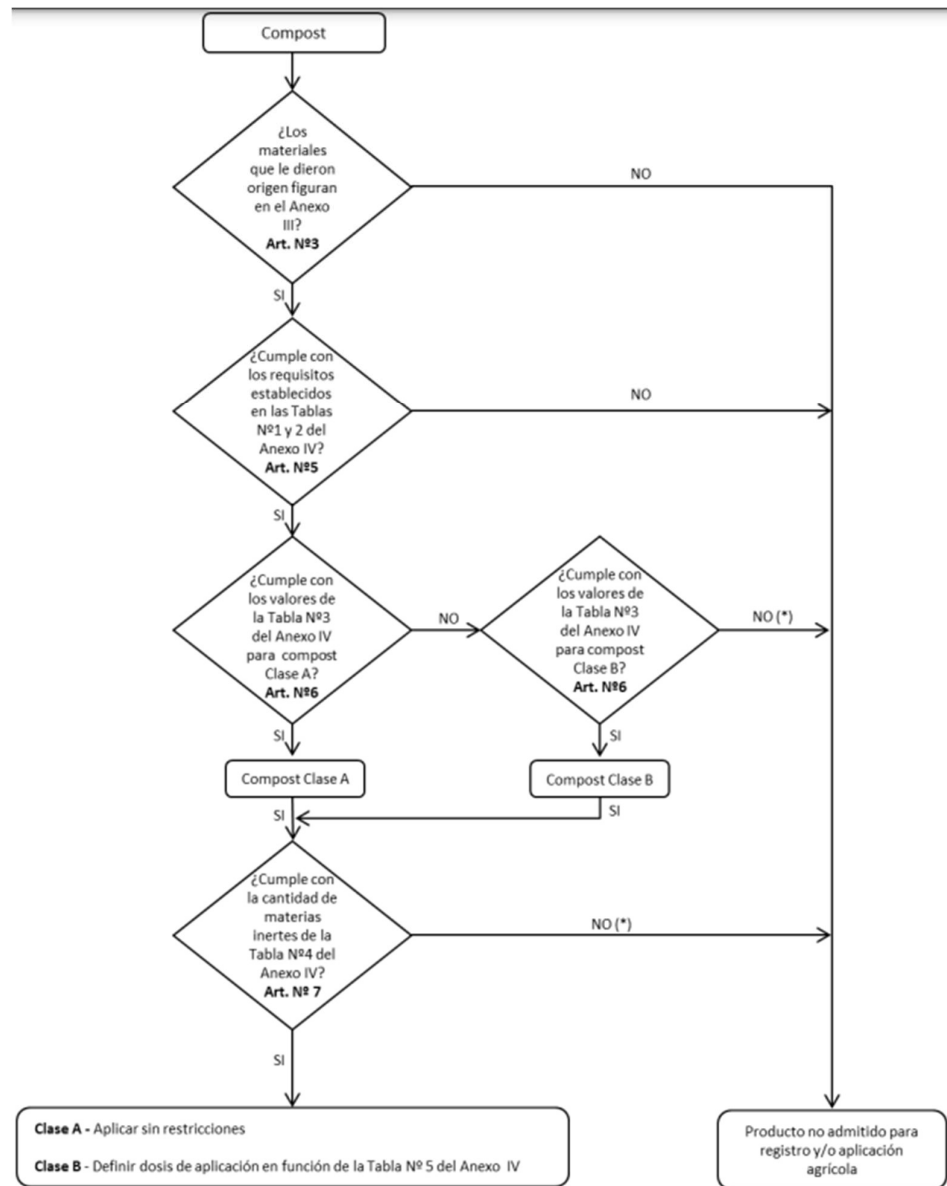 Compost
¿Los
materiales
que le dieron
origen figuran
en el Anexo
III?
Art. Nº3
NO
SI
¿Cumple con
los requisitos
establecidos
en las Tablas
Nº1 y 2 del
Anexo IV?
Art. Nº5
NO
SI
¿Cumple con
los valores de
la Tabla Nº3
del Anexo IV
para compost
Clase A?
Art. Nº6
NO
¿Cumple con
los valores de
la Tabla Nº3
del Anexo IV
para compost
Clase B?
Art. Nº6
NO (*)
SI
SI
Compost Clase A
Compost Clase B
SI
SI
¿Cumple con
la cantidad de
materias
inertes de la
Tabla Nº4 del
Anexo IV?
Art. Nº 7
NO (*)
SI
Clase A - Aplicar sin restricciones
Clase B - Definir dosis de aplicación en función de la Tabla Nº 5 del Anexo IV
Producto no admitido para
registro y/o aplicación
agrícola